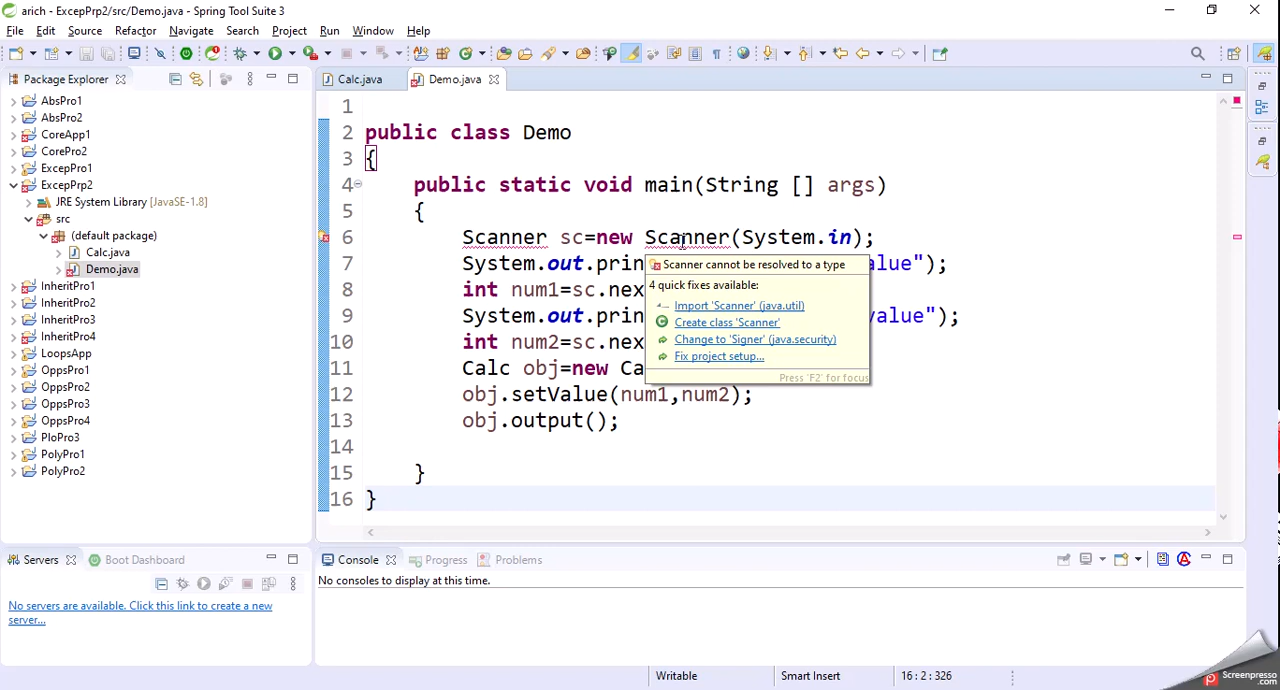 arich - ExcepPrp2/src/Demo.java - Spring Tool Suite 3
File Edit Source Refactor Navigate Search Project Run Window Help
Package Explorer
Calc.java
Demo.java
AbsPro1
AbsPro2
CoreApp1
CorePro2
ExcepPro1
ExcepPrp2
JRE System Library [JavaSE-1.8]
src
(default package)
Calc.java
Demo.java
InheritPro1
InheritPro2
InheritPro3
InheritPro4
LoopsApp
OppsPro1
OppsPro2
OppsPro3
OppsPro4
PloPro3
PolyPro1
PolyPro2
1
2 public class Demo
3 {
4 public static void main(String [] args)
5 {
6 Scanner sc=new Scanner(System.in);
7 System.out.prin alue");
8 int num1=sc.nex
9 System.out.prin value");
10 int num2=sc.nex
11 Calc obj=new Ca
12 obj.setValue(num1,num2);
13 obj.output();
14
15 }
16 }
Scanner cannot be resolved to a type
4 quick fixes available:
Import 'Scanner' (java.util)
Create class 'Scanner'
Change to 'Signer' (java.security)
Fix project setup...
Press 'F2' for focus
Servers
Boot Dashboard
No servers are available. Click this link to create a new
server...
Console
Progress
Problems
No consoles to display at this time.
Writable
Smart Insert
16 : 2 : 326
Screenpresso
.com